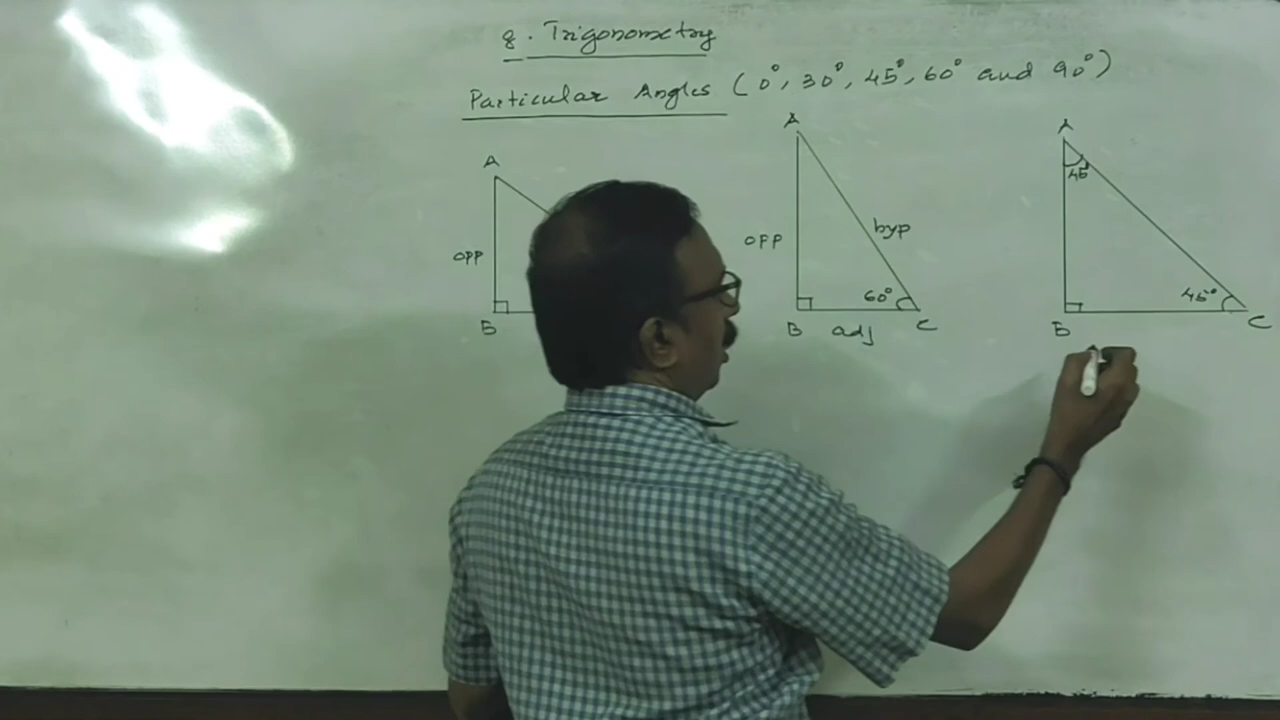 8. Trigonometry
Particular Angles (0°, 30°, 45°, 60° and 90°)
A
OPP
B
A
OPP
hyp
60°
B
adj
C
A
45
45°
B
C